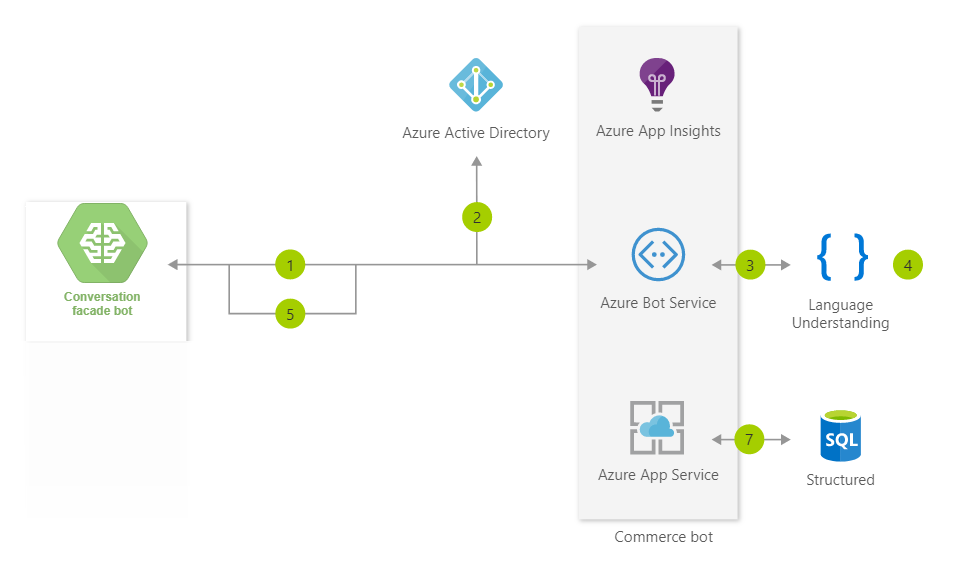 Azure Active Directory
Azure App Insights
2
Conversation
facade bot
1
5
Azure Bot Service
3
4
Language
Understanding
Azure App Service
7
SQL
Structured
Commerce bot